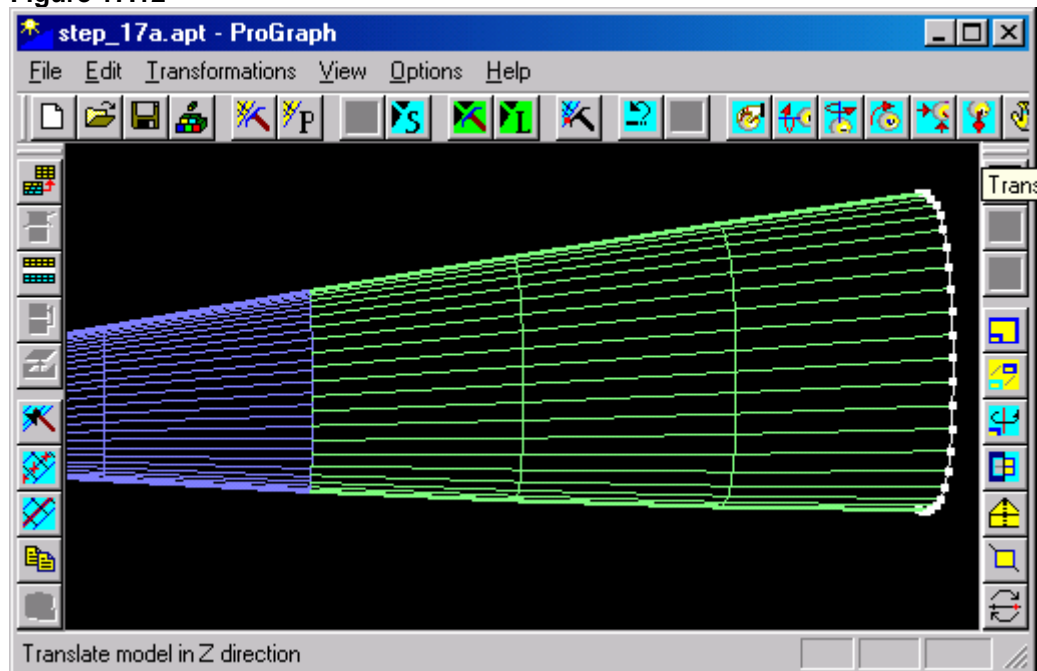 step_17a.apt - ProGraph
File Edit Transformations View Options Help
P S L
Trans
Translate model in Z direction